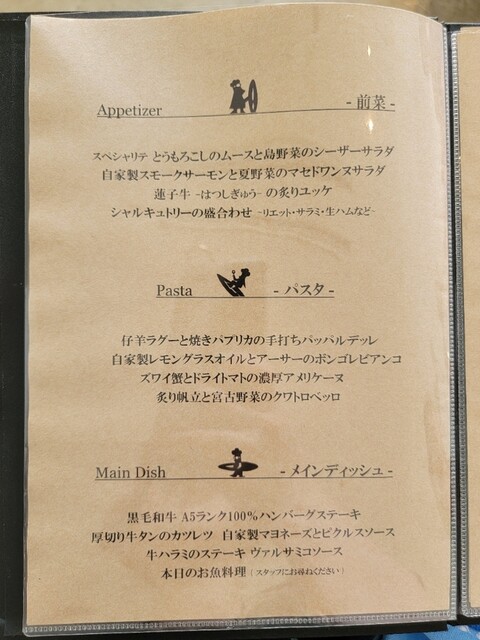 Appetizer - 前菜 -
スペシャリテ とうもろこしのムースと島野菜のシーザーサラダ
自家製スモークサーモンと夏野菜のマセドワンヌサラダ
蓮子牛 -はつしぎゅう- の炙りユッケ
シャルキュトリーの盛合わせ -リエット・サラミ・生ハムなど-
Pasta - パスタ -
仔羊ラグーと焼きパプリカの手打ちパッパルデッレ
自家製レモングラスオイルとアーサーのボンゴレビアンコ
ズワイ蟹とドライトマトの濃厚アメリケーヌ
炙り帆立と宮古野菜のクワトロペッロ
Main Dish - メインディッシュ -
黒毛和牛 A5ランク100%ハンバーグステーキ
厚切り牛タンのカツレツ 自家製マヨネーズとピクルスソース
牛ハラミのステーキ ヴァルサミコソース
本日のお魚料理 ( スタッフにお尋ねください )